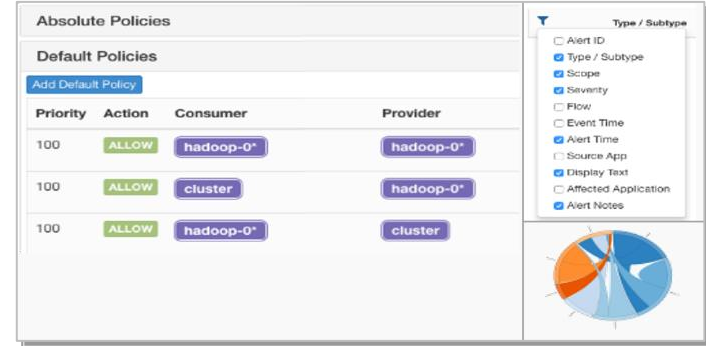 Absolute Policies
Default Policies
Add Default Policy
Priority Action Consumer Provider
100 ALLOW hadoop-0* hadoop-0*
100 ALLOW cluster hadoop-0*
100 ALLOW hadoop-0* cluster
Type / Subtype
Alert ID
Type / Subtype
Scope
Severity
Flow
Event Time
Alert Time
Source App
Display Text
Affected Application
Alert Notes